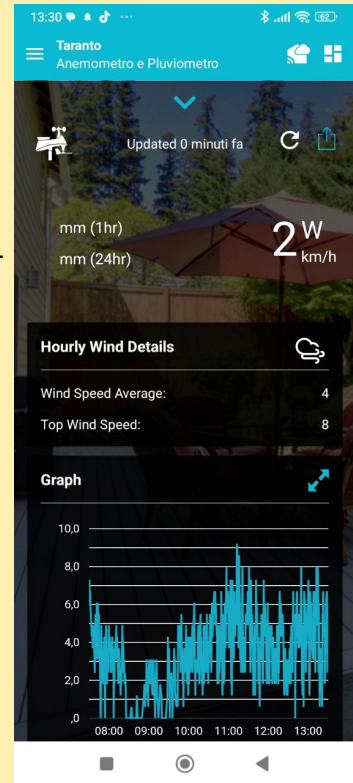 13:30
62
Taranto
Anemometro e Pluviometro
Updated 0 minuti fa
mm (1hr)
mm (24hr)
2 W
km/h
Hourly Wind Details
Wind Speed Average: 4
Top Wind Speed: 8
Graph
10,0
8,0
6,0
4,0
2,0
,0
08:00 09:00 10:00 11:00 12:00 13:00